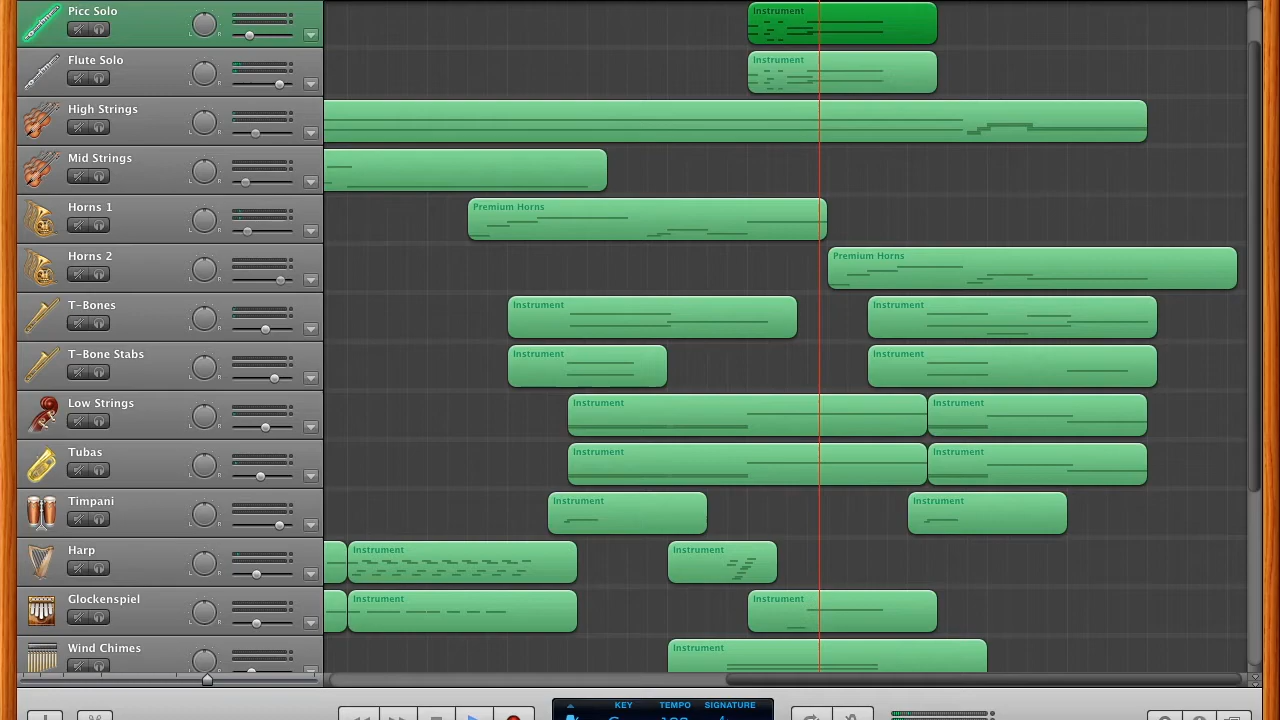 Picc Solo
Instrument
Flute Solo
Instrument
High Strings
Mid Strings
Horns 1
Premium Horns
Horns 2
Premium Horns
T-Bones
Instrument
Instrument
T-Bone Stabs
Instrument
Instrument
Low Strings
Instrument
Instrument
Tubas
Instrument
Instrument
Timpani
Instrument
Instrument
Harp
Instrument
Instrument
Glockenspiel
Instrument
Instrument
Wind Chimes
Instrument
KEY TEMPO SIGNATURE